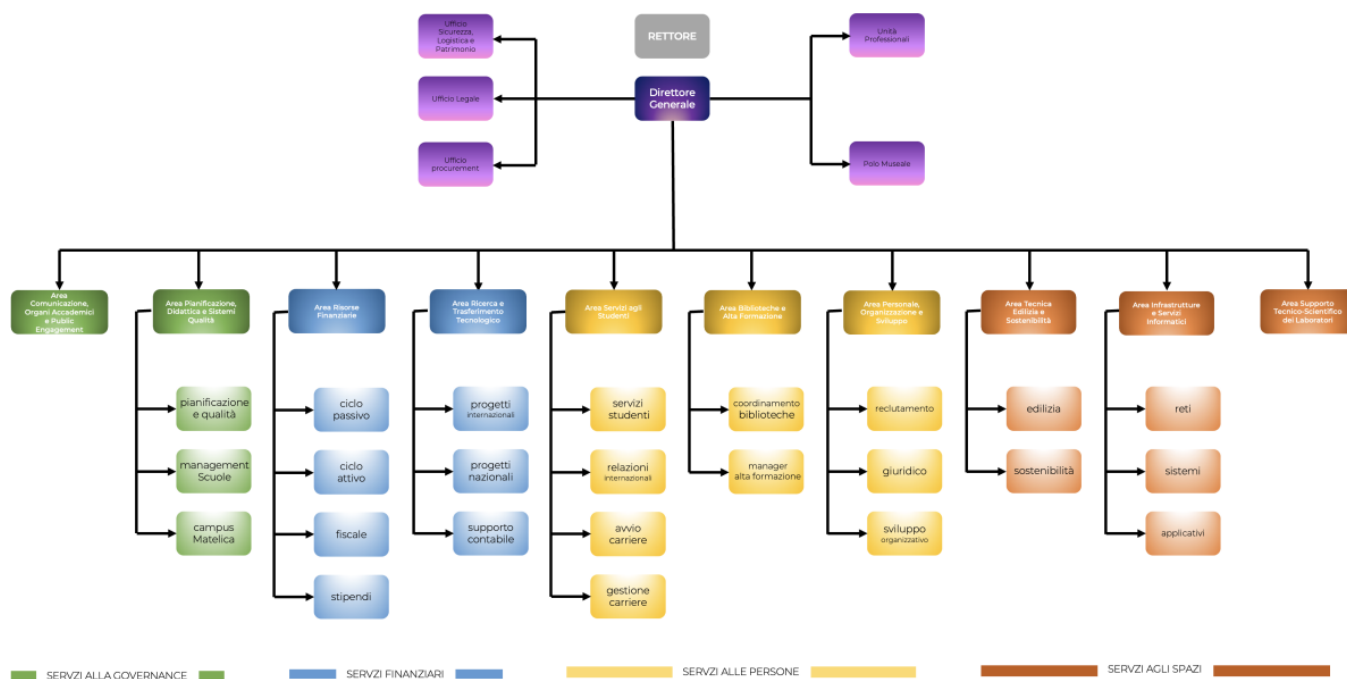 Ufficio
Sicurezza,
Logistica e
Patrimonio
RETTORE
Unità
Professionali
Ufficio Legale
Direttore
Generale
Ufficio
procurement
Polo Museale
Area
Comunicazione,
Organi Accademici
e Public
Engagement
Area Pianificazione,
Didattica e Sistemi
Qualità
Area Risorse
Finanziarie
Area Ricerca e
Trasferimento
Tecnologico
Area Servizi agli
Studenti
Area Biblioteche e
Alta Formazione
Area Personale,
Organizzazione e
Sviluppo
Area Tecnica
Edilizia e
Sostenibilità
Area Infrastrutture
e Servizi
Informatici
Area Supporto
Tecnico-Scientifico
dei Laboratori
pianificazione
e qualità
ciclo
passivo
progetti
internazionali
servizi
studenti
coordinamento
biblioteche
reclutamento
edilizia
reti
management
Scuole
ciclo
attivo
progetti
nazionali
relazioni
internazionali
manager
alta formazione
giuridico
sostenibilità
sistemi
campus
Matelica
fiscale
supporto
contabile
avvio
carriere
sviluppo
organizzativo
applicativi
stipendi
gestione
carriere
SERVZI ALLA GOVERNANCE
SERVZI FINANZIARI
SERVZI ALLE PERSONE
SERVZI AGLI SPAZI